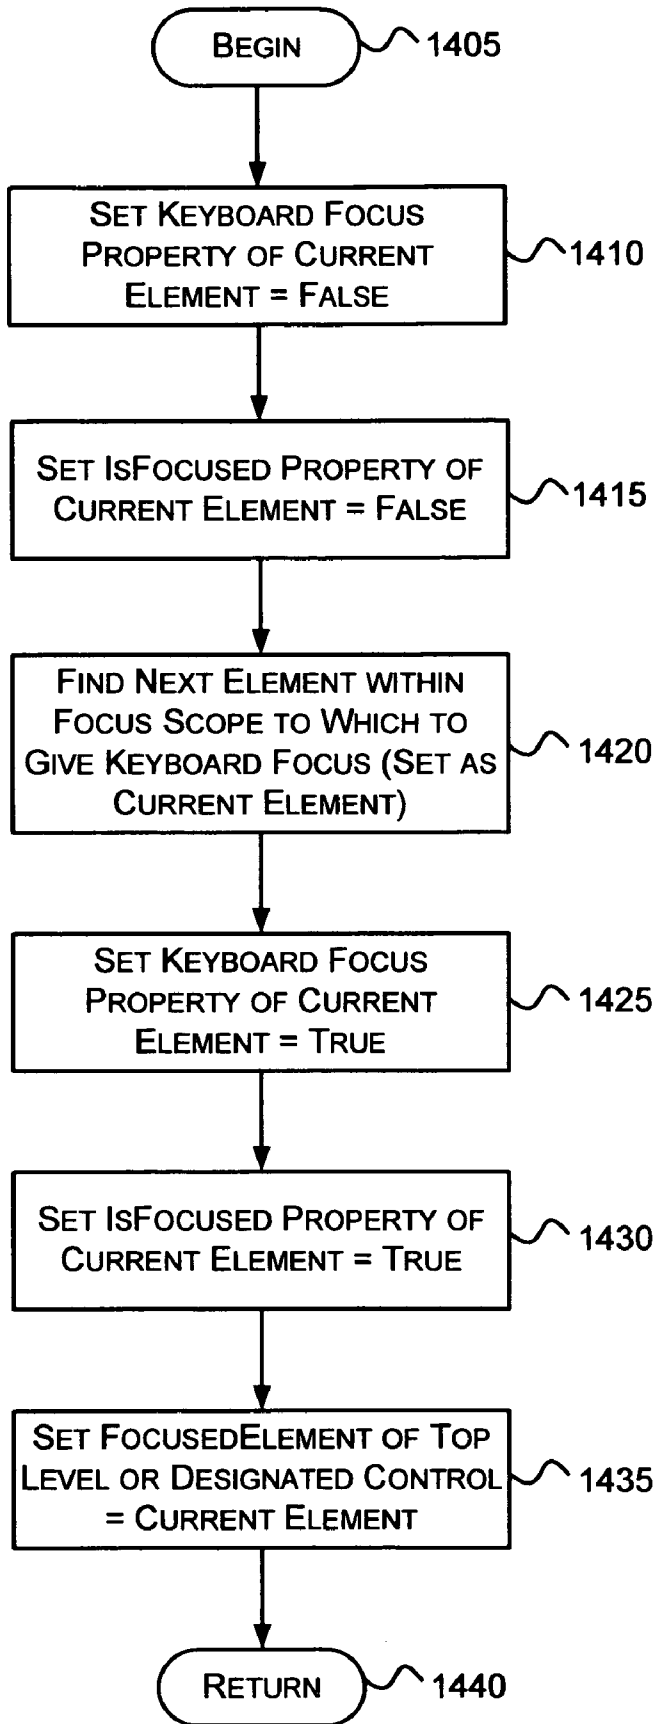 BEGIN
1405
SET KEYBOARD FOCUS
PROPERTY OF CURRENT
ELEMENT = FALSE
1410
SET ISFOCUSED PROPERTY OF
CURRENT ELEMENT = FALSE
1415
FIND NEXT ELEMENT WITHIN
FOCUS SCOPE TO WHICH TO
GIVE KEYBOARD FOCUS (SET AS
CURRENT ELEMENT)
1420
SET KEYBOARD FOCUS
PROPERTY OF CURRENT
ELEMENT = TRUE
1425
SET ISFOCUSED PROPERTY OF
CURRENT ELEMENT = TRUE
1430
SET FOCUSEDELEMENT OF TOP
LEVEL OR DESIGNATED CONTROL
= CURRENT ELEMENT
1435
RETURN
1440